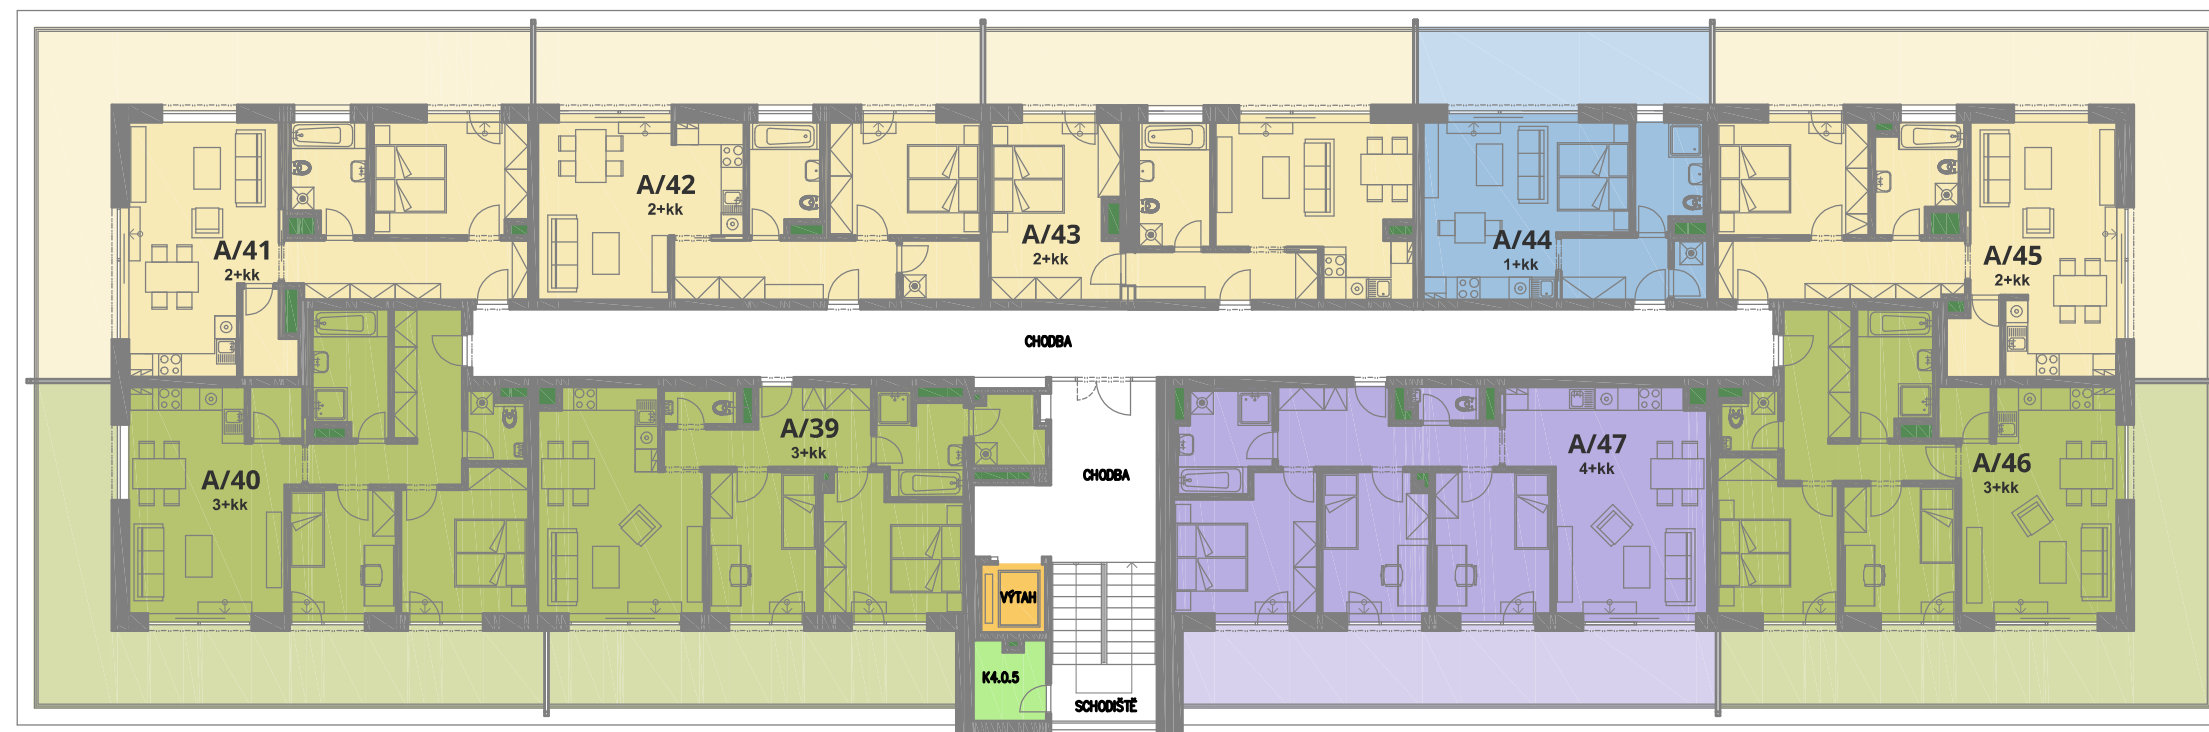 A/41
2+kk
A/42
2+kk
A/43
2+kk
A/44
1+kk
A/45
2+kk
CHODBA
A/40
3+kk
A/39
3+kk
CHODBA
A/47
4+kk
A/46
3+kk
VÝTAH
K4.0.5
SCHODIŠTĚ